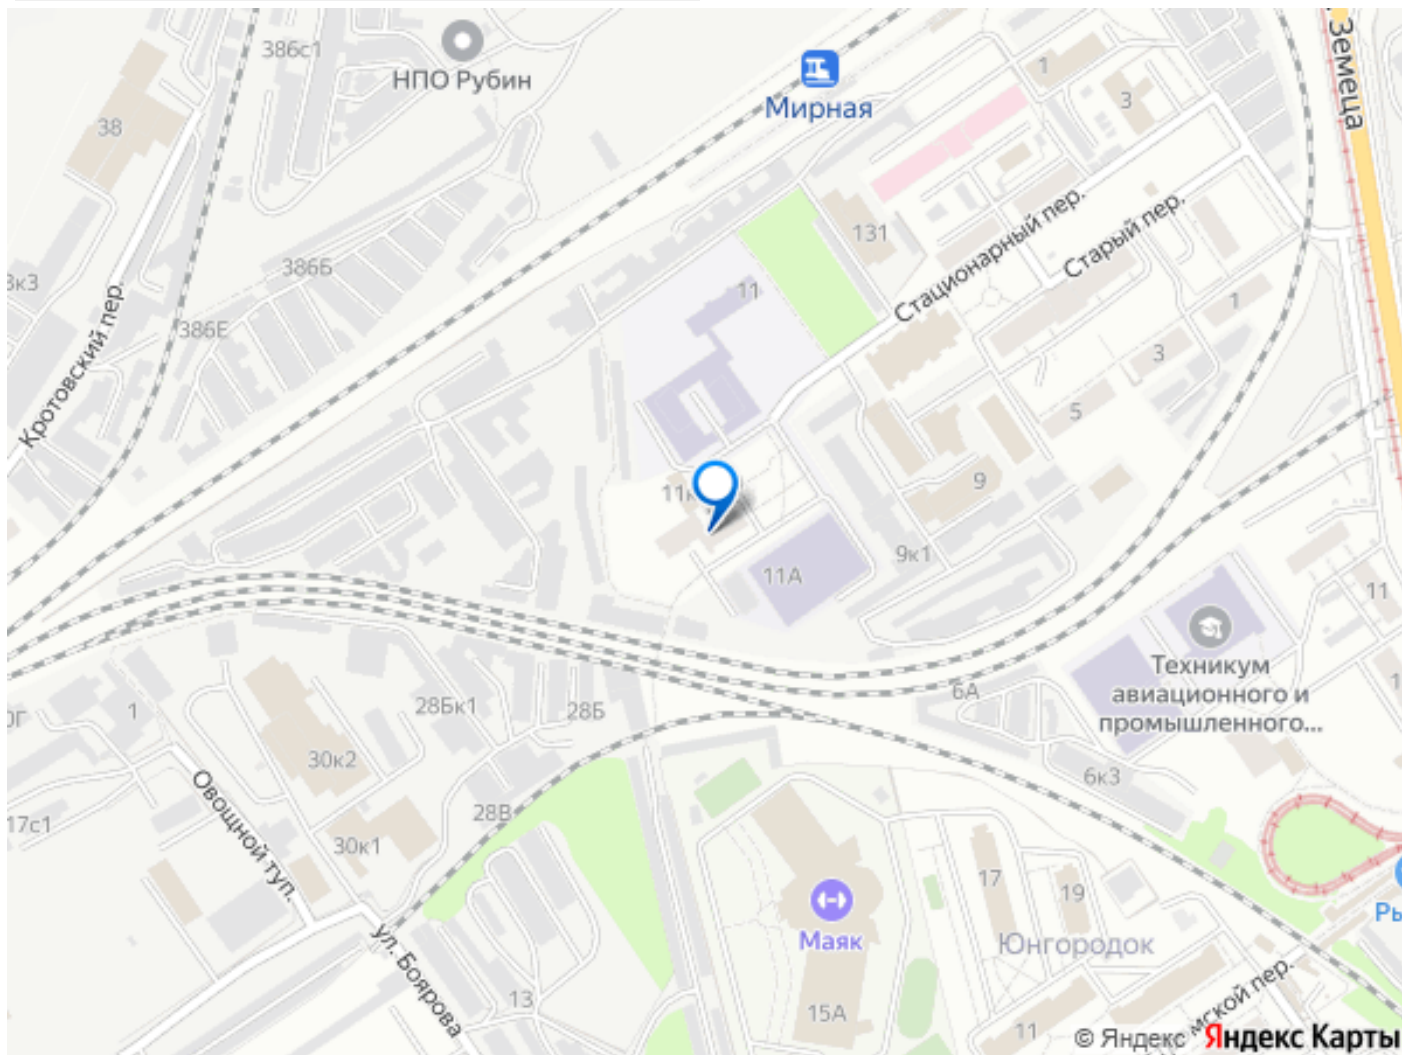 386с1
НПО Рубин
Земеца
1
Мирная
3
38
131
Стационарный пер.
Старый пер.
386Б
3к3
11
1
386Е
Кротовский пер.
3
5
9
9к1
11А
11
Техникум
авиационного и
промышленного...
6А
28Бк1
28Б
1
30к2
6к3
28В
17с1
Овощной туп.
30к1
17
19
Маяк
Юнгородок
ул. Боярова
13
15А
11
© Яндекс Яндекс Карты